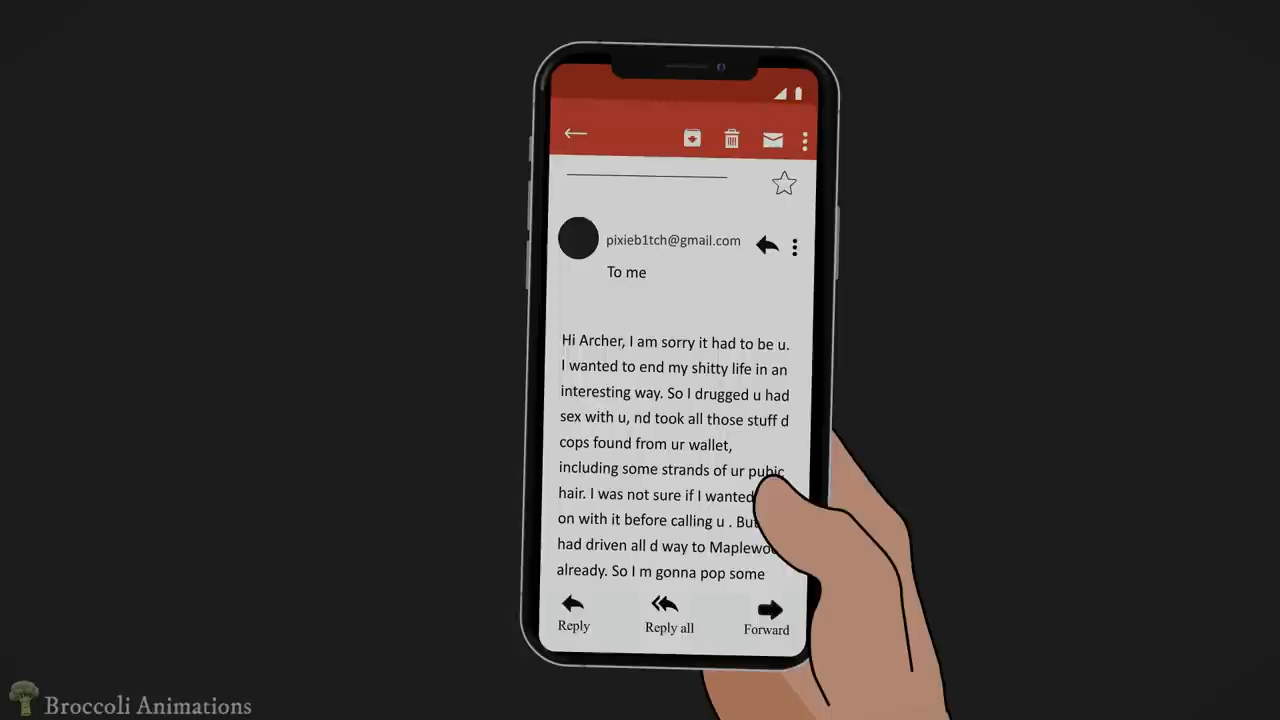 pixieb1tch@gmail.com
To me
Hi Archer, I am sorry it had to be u.
I wanted to end my shitty life in an
interesting way. So I drugged u had
sex with u, nd took all those stuff d
cops found from ur wallet,
including some strands of ur pubic
hair. I was not sure if I wanted
on with it before calling u . But
had driven all d way to Maplewood
already. So I m gonna pop some
Reply
Reply all
Forward
Broccoli Animations